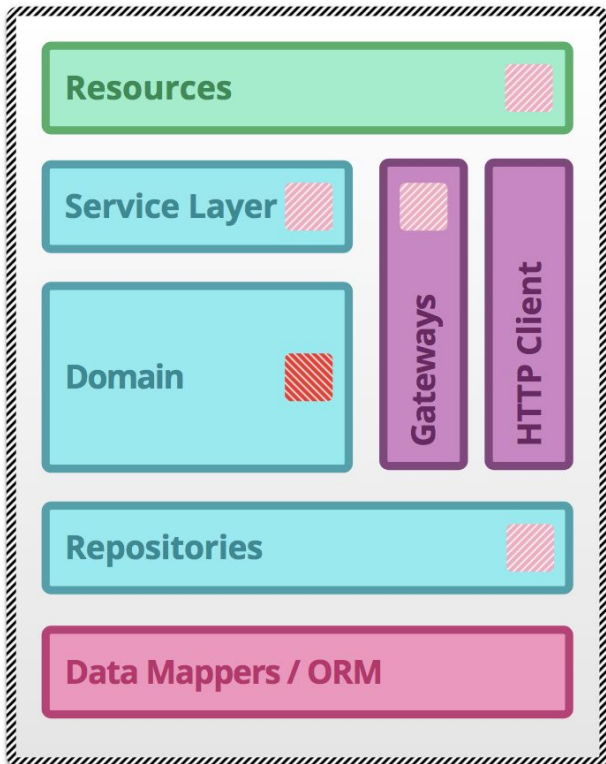 Resources
Service Layer
Domain
Gateways
HTTP Client
Repositories
Data Mappers / ORM